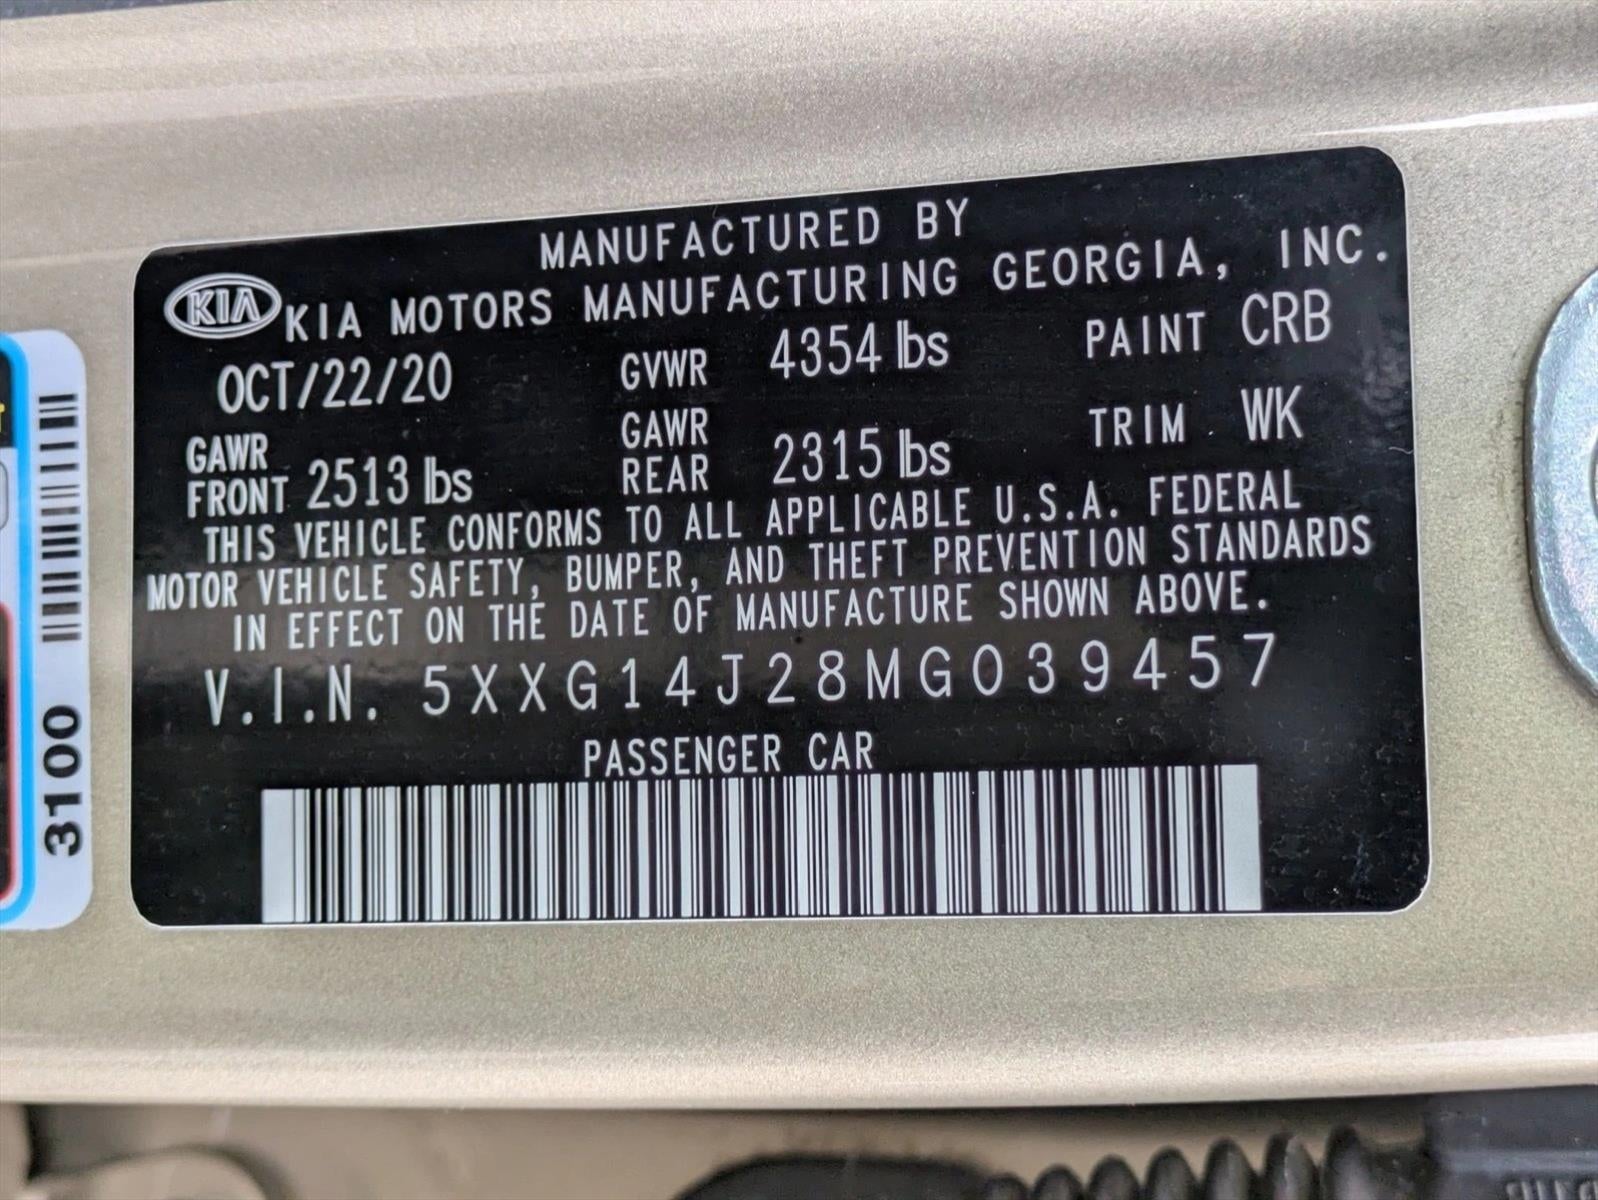 MANUFACTURED BY
KIA KIA MOTORS MANUFACTURING GEORGIA, INC.
OCT/22/20 GVWR 4354 lbs PAINT CRB
GAWR FRONT 2513 lbs GAWR REAR 2315 lbs TRIM WK
THIS VEHICLE CONFORMS TO ALL APPLICABLE U.S.A. FEDERAL
MOTOR VEHICLE SAFETY, BUMPER, AND THEFT PREVENTION STANDARDS
IN EFFECT ON THE DATE OF MANUFACTURE SHOWN ABOVE.
V.I.N. 5XXG14J28MG039457
PASSENGER CAR
3100